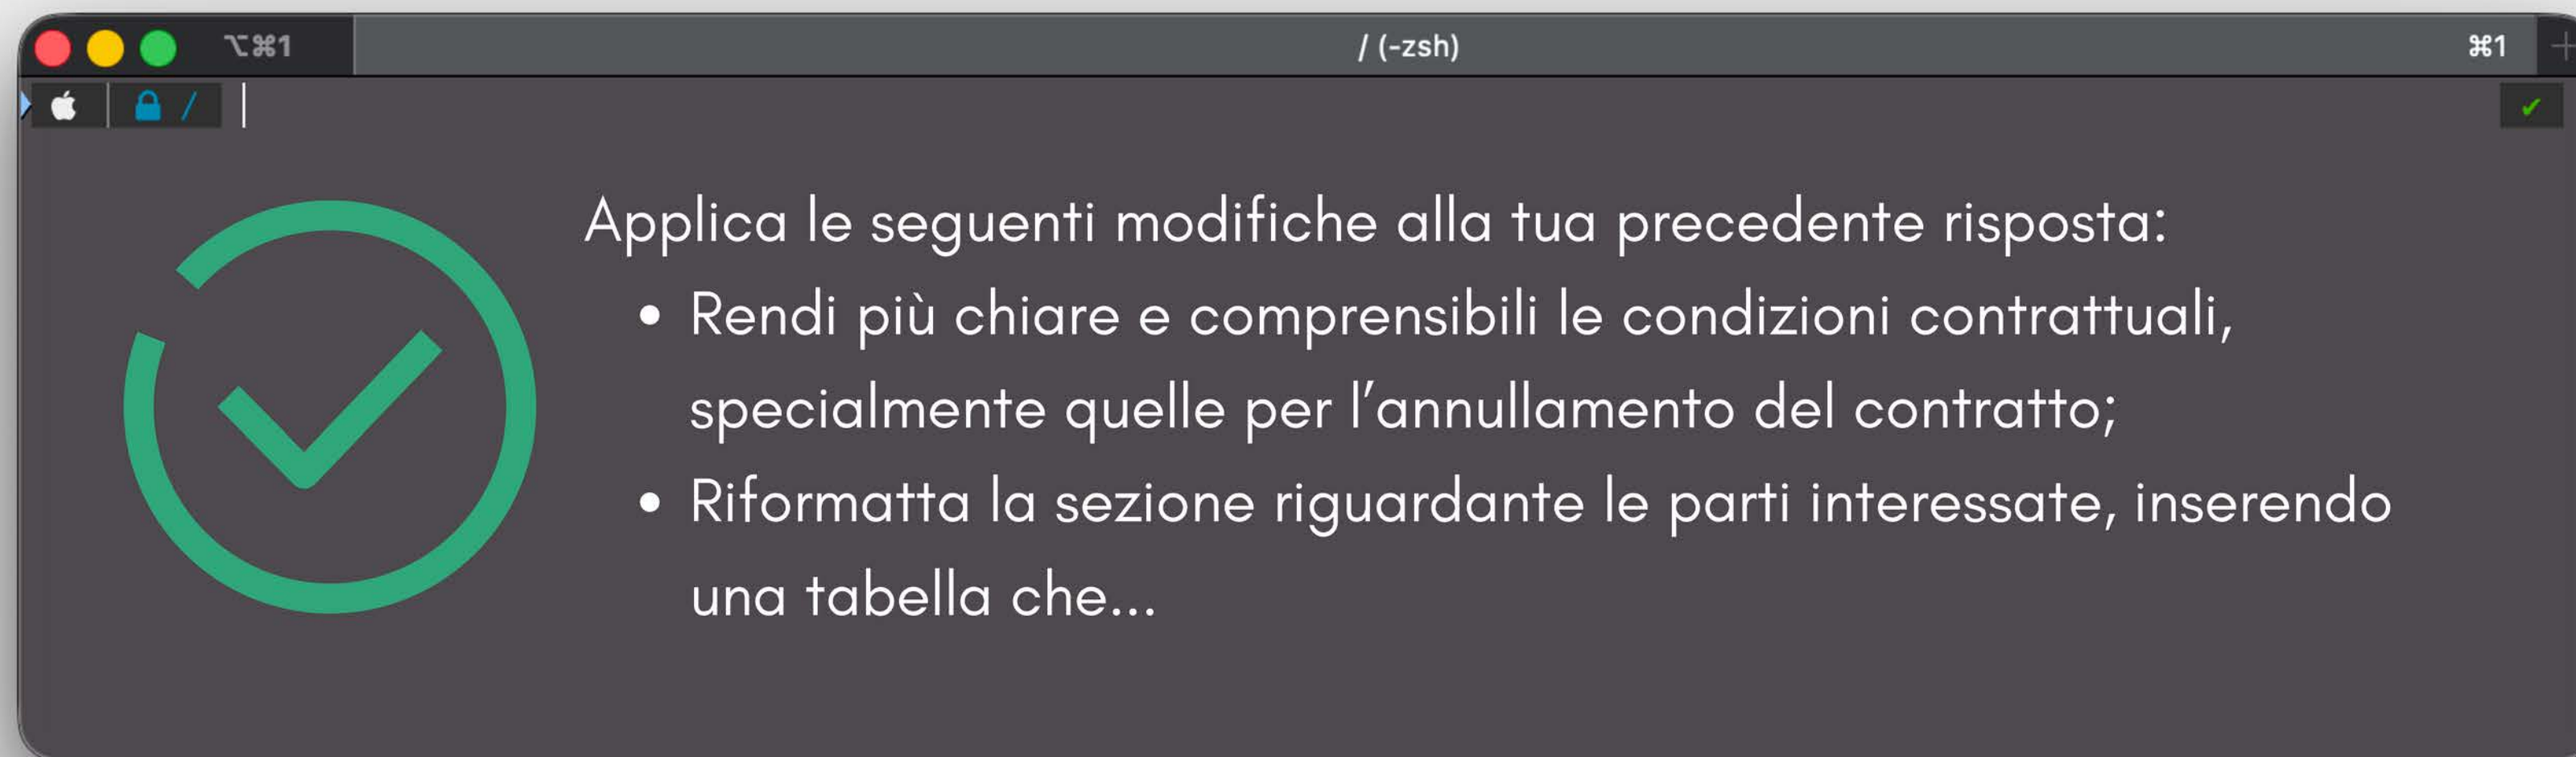 ⌥⌘1 / (-zsh) ⌘1 +
/
Applica le seguenti modifiche alla tua precedente risposta:
• Rendi più chiare e comprensibili le condizioni contrattuali,
specialmente quelle per l'annullamento del contratto;
• Riformatta la sezione riguardante le parti interessate, inserendo
una tabella che...